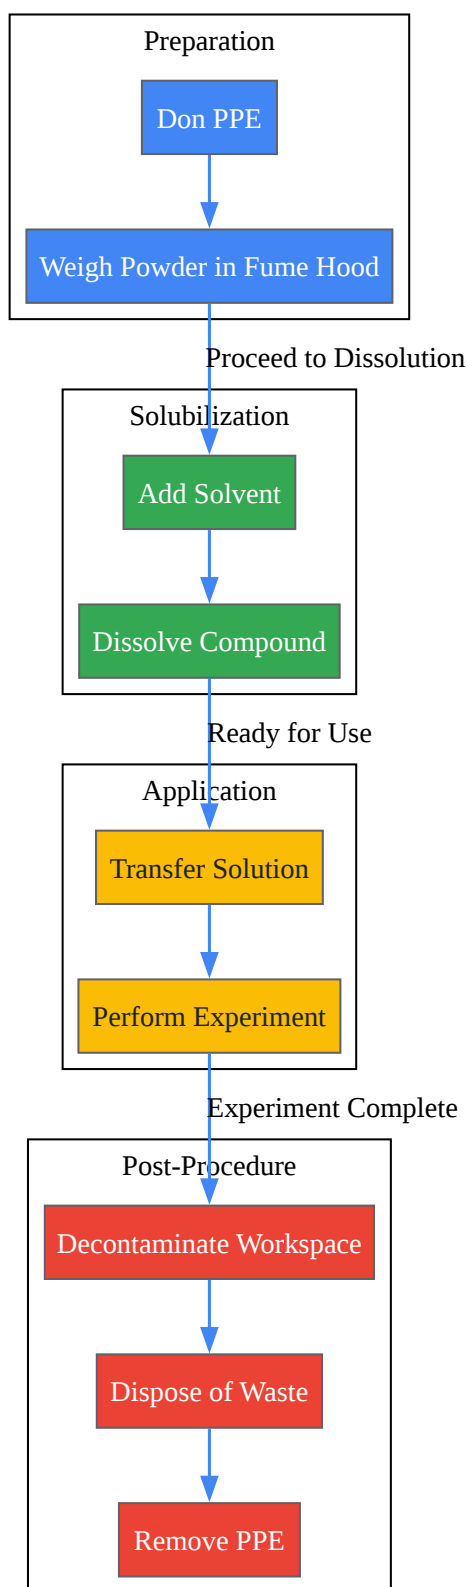 Preparation
Don PPE
Weigh Powder in Fume Hood
Proceed to Dissolution
Solubilization
Add Solvent
Dissolve Compound
Ready for Use
Application
Transfer Solution
Perform Experiment
Experiment Complete
Post-Procedure
Decontaminate Workspace
Dispose of Waste
Remove PPE